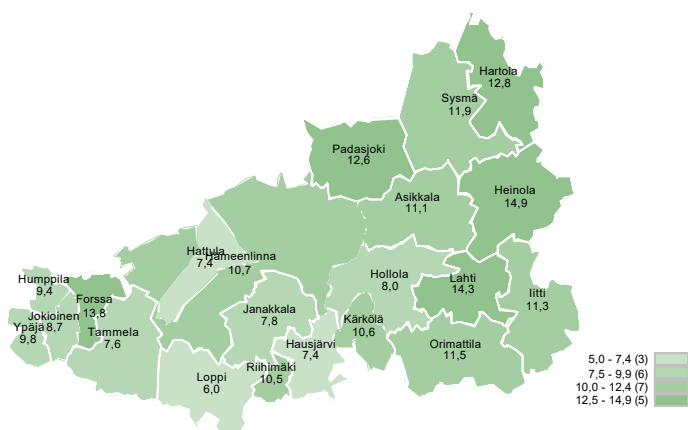 Hartola
12,8
Sysmä
11,9
Padasjoki
12,6
Heinola
14,9
Asikkala
11,1
Hattula
7,4
Hämeenlinna
10,7
Hollola
8,0
Lahti
14,3
Iitti
11,3
Humppila
9,4
Forssa
13,8
Jokioinen
8,7
Ypäjä
9,8
Tammela
7,6
Janakkala
7,8
Kärkölä
10,6
Hausjärvi
7,4
Orimattila
11,5
Riihimäki
10,5
Loppi
6,0
5,0 - 7,4 (3)
7,5 - 9,9 (6)
10,0 - 12,4 (7)
12,5 - 14,9 (5)